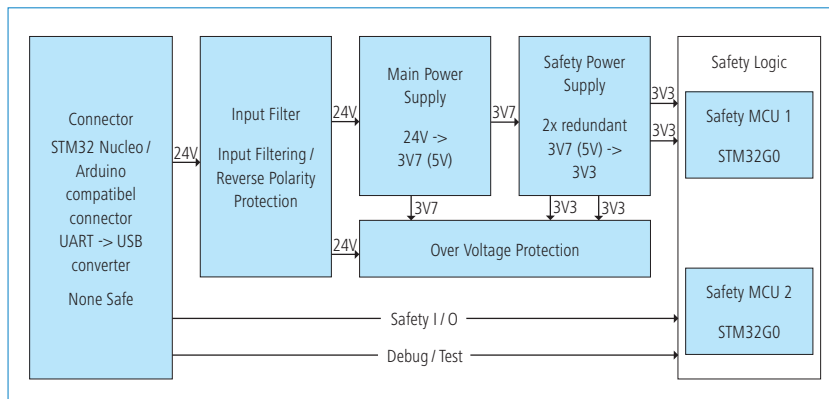 Connector
STM32 Nucleo /
Arduino
compatibel
connector
UART -> USB
converter
None Safe
24V
Input Filter
Input Filtering /
Reverse Polarity
Protection
24V
24V
Main Power
Supply
24V ->
3V7 (5V)
3V7
3V7
Safety Power
Supply
2x redundant
3V7 (5V) ->
3V3
3V3
3V3
3V3
3V3
Over Voltage Protection
Safety Logic
Safety MCU 1
STM32G0
Safety MCU 2
STM32G0
Safety I / O
Debug / Test